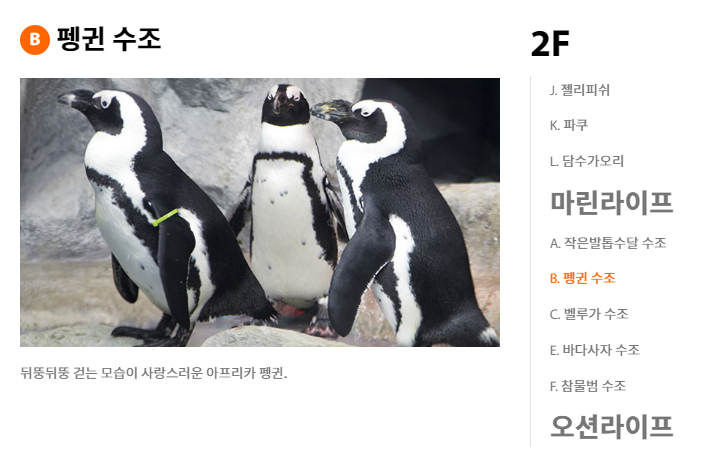 B 펭귄 수조
뒤뚱뒤뚱 걷는 모습이 사랑스러운 아프리카 펭귄.
2F
J. 젤리피쉬
K. 파쿠
L. 담수가오리
마린라이프
A. 작은발톱수달 수조
B. 펭귄 수조
C. 벨루가 수조
E. 바다사자 수조
F. 참물범 수조
오션라이프